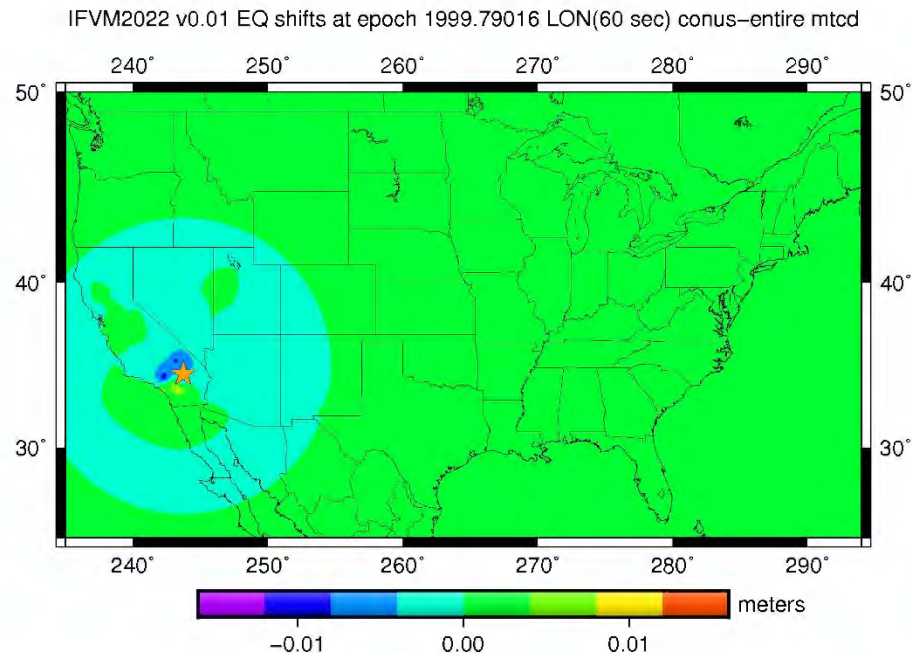 IFVM2022 v0.01 EQ shifts at epoch 1999.79016 LON(60 sec) conus−entire mtcd
240˚ 250˚ 260˚ 270˚ 280˚ 290˚
50˚ 50˚
40˚ 40˚
30˚ 30˚
240˚ 250˚ 260˚ 270˚ 280˚ 290˚
meters
−0.01 0.00 0.01